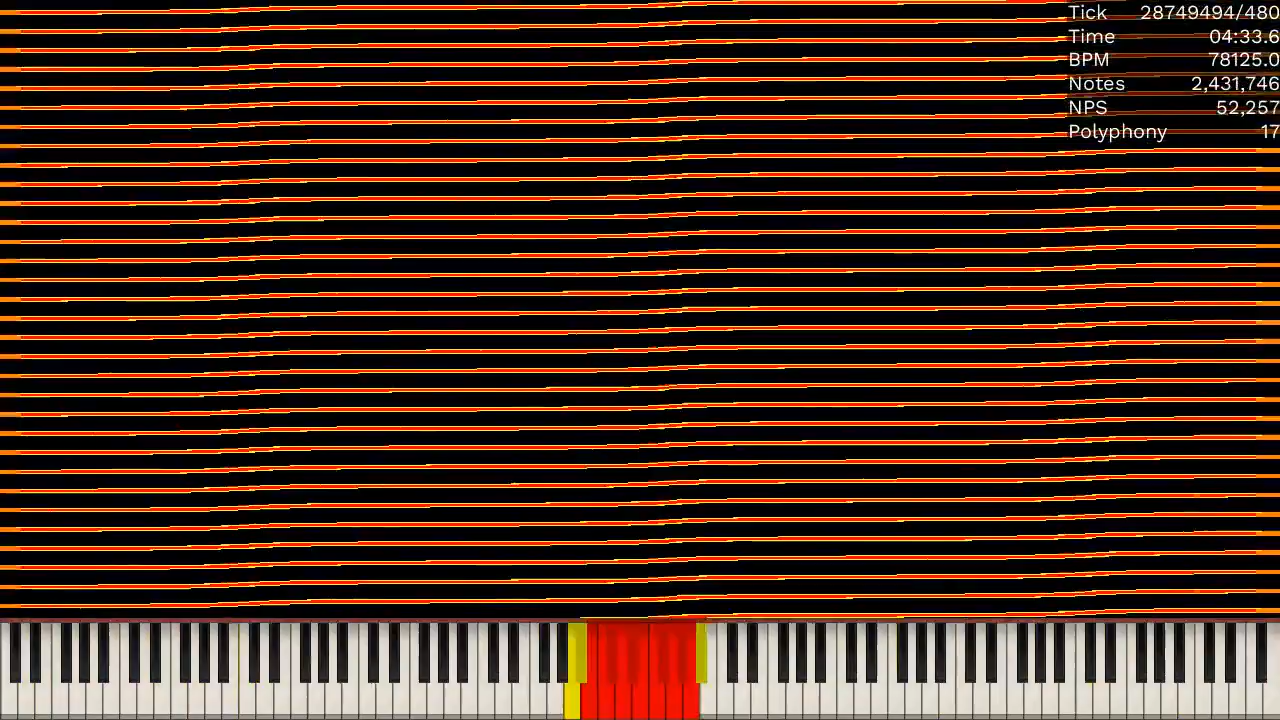 Tick 28749494/480
Time 04:33.6
BPM 78125.0
Notes 2,431,746
NPS 52,257
Polyphony 17